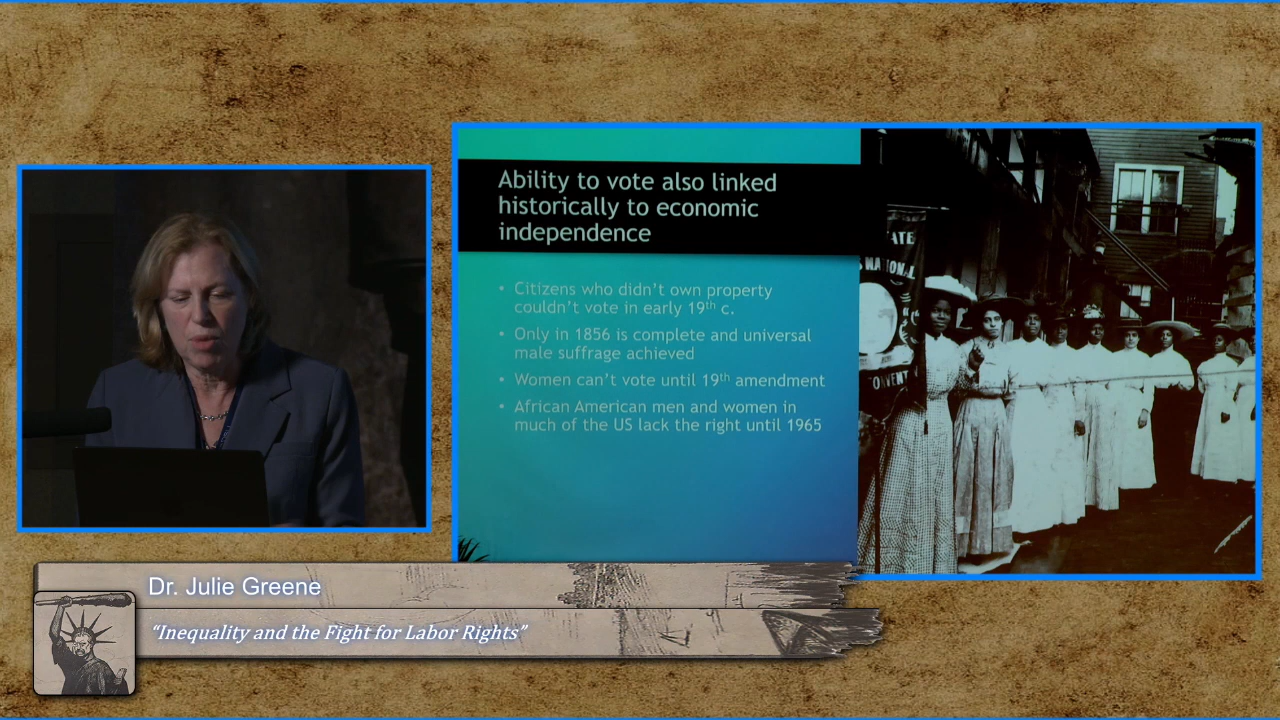 Ability to vote also linked
historically to economic
independence
• Citizens who didn’t own property
couldn’t vote in early 19th c.
• Only in 1856 is complete and universal
male suffrage achieved
• Women can’t vote until 19th amendment
• African American men and women in
much of the US lack the right until 1965
ATE
NATIONAL
Dr. Julie Greene
“Inequality and the Fight for Labor Rights”